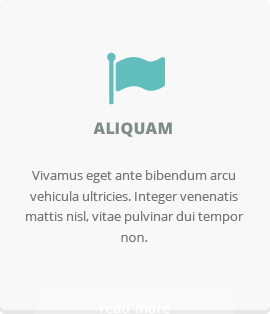 ALIQUAM
Vivamus eget ante bibendum arcu
vehicula ultricies. Integer venenatis
mattis nisl, vitae pulvinar dui tempor
non.
read more